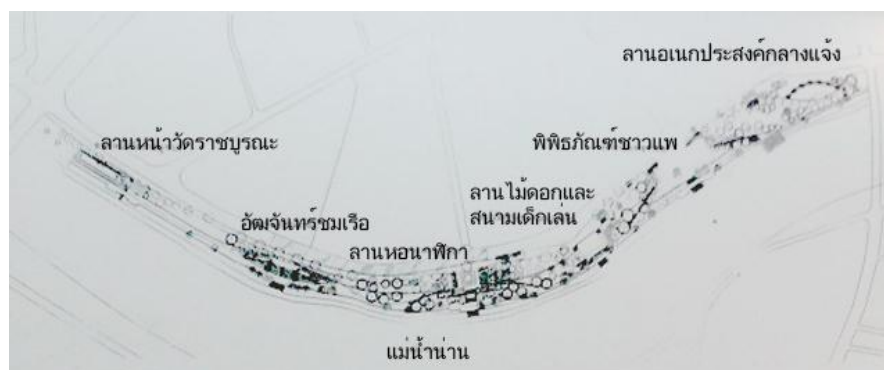 ลานอเนกประสงค์กลางแจ้ง
พิพิธภัณฑ์ชาวแพ
ลานหน้าวัดราชบูรณะ
ลานไม้ดอกและ
สนามเด็กเล่น
อัฒจันทร์ชมเรือ
ลานหอนาฬิกา
แม่น้ำน่าน